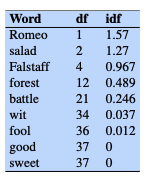 Word df idf
Romeo 1 1.57
salad 2 1.27
Falstaff 4 0.967
forest 12 0.489
battle 21 0.246
wit 34 0.037
fool 36 0.012
good 37 0
sweet 37 0